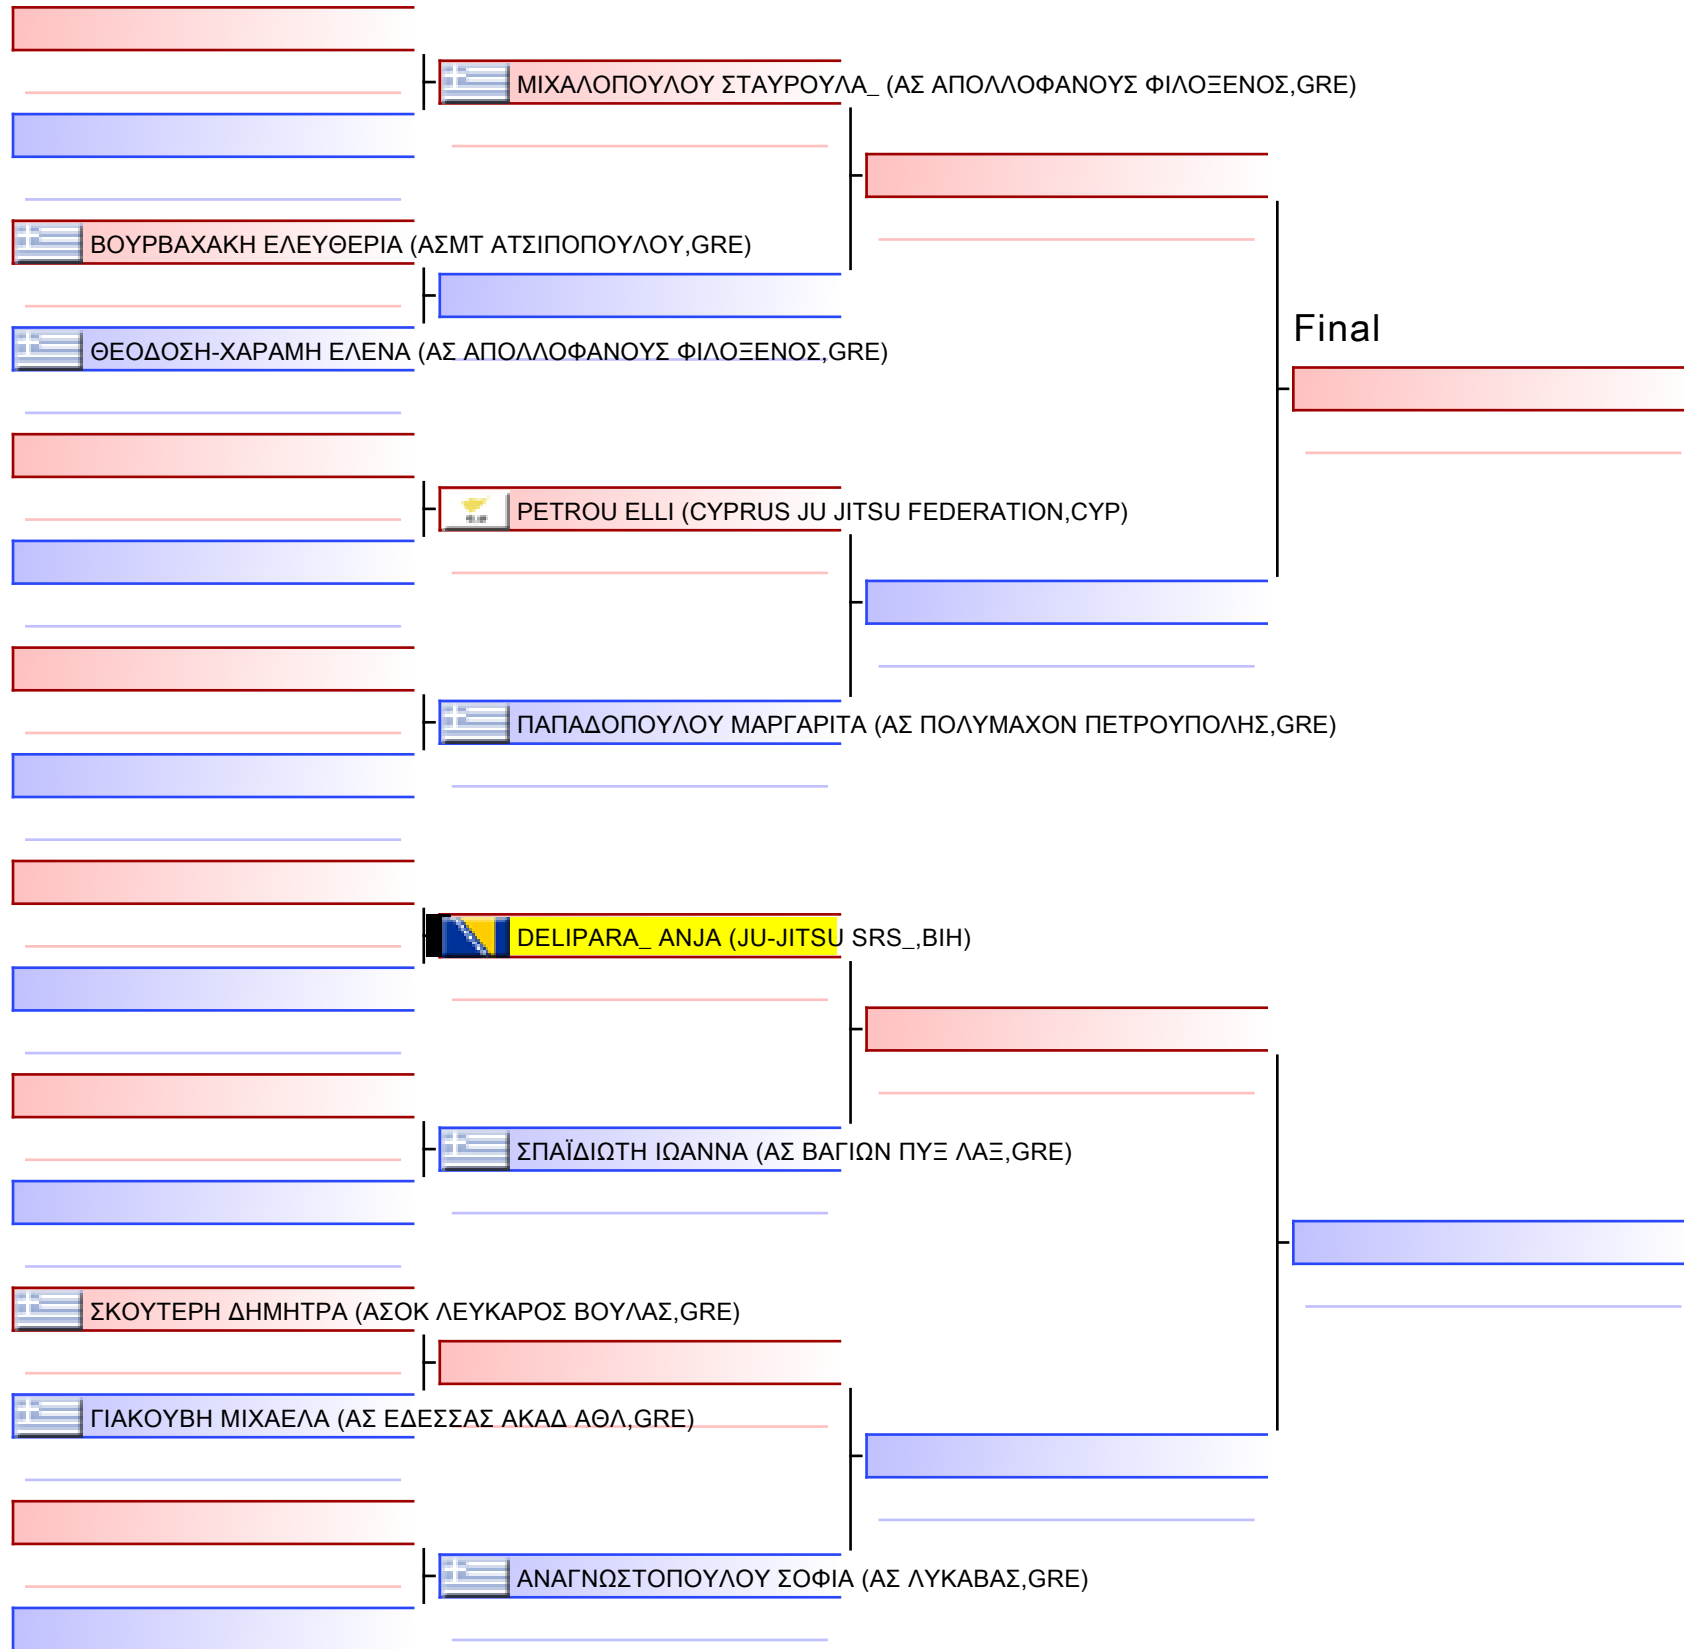 ΜΙΧΑΛΟΠΟΥΛΟΥ ΣΤΑΥΡΟΥΛΑ_ (ΑΣ ΑΠΟΛΛΟΦΑΝΟΥΣ ΦΙΛΟΞΕΝΟΣ,GRE)
ΒΟΥΡΒΑΧΑΚΗ ΕΛΕΥΘΕΡΙΑ (ΑΣΜΤ ΑΤΣΙΠΟΠΟΥΛΟΥ,GRE)
Final
ΘΕΟΔΟΣΗ-ΧΑΡΑΜΗ ΕΛΕΝΑ (ΑΣ ΑΠΟΛΛΟΦΑΝΟΥΣ ΦΙΛΟΞΕΝΟΣ,GRE)
PETROU ELLI (CYPRUS JU JITSU FEDERATION,CYP)
ΠΑΠΑΔΟΠΟΥΛΟΥ ΜΑΡΓΑΡΙΤΑ (ΑΣ ΠΟΛΥΜΑΧΟΝ ΠΕΤΡΟΥΠΟΛΗΣ,GRE)
DELIPARA_ ANJA (JU-JITSU SRS_,BIH)
ΣΠΑΪΔΙΩΤΗ ΙΩΑΝΝΑ (ΑΣ ΒΑΓΙΩΝ ΠΥΞ ΛΑΞ,GRE)
ΣΚΟΥΤΕΡΗ ΔΗΜΗΤΡΑ (ΑΣΟΚ ΛΕΥΚΑΡΟΣ ΒΟΥΛΑΣ,GRE)
ΓΙΑΚΟΥΒΗ ΜΙΧΑΕΛΑ (ΑΣ ΕΔΕΣΣΑΣ ΑΚΑΔ ΑΘΛ,GRE)
ΑΝΑΓΝΩΣΤΟΠΟΥΛΟΥ ΣΟΦΙΑ (ΑΣ ΛΥΚΑΒΑΣ,GRE)